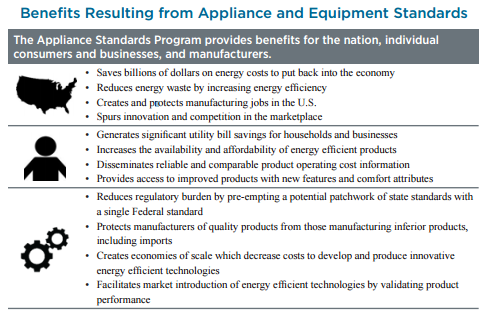 Benefits Resulting from Appliance and Equipment Standards
The Appliance Standards Program provides benefits for the nation, individual
consumers and businesses, and manufacturers.
• Saves billions of dollars on energy costs to put back into the economy
• Reduces energy waste by increasing energy efficiency
• Creates and protects manufacturing jobs in the U.S.
• Spurs innovation and competition in the marketplace
• Generates significant utility bill savings for households and businesses
• Increases the availability and affordability of energy efficient products
• Disseminates reliable and comparable product operating cost information
• Provides access to improved products with new features and comfort attributes
• Reduces regulatory burden by pre-empting a potential patchwork of state standards with
a single Federal standard
• Protects manufacturers of quality products from those manufacturing inferior products,
including imports
• Creates economies of scale which decrease costs to develop and produce innovative
energy efficient technologies
• Facilitates market introduction of energy efficient technologies by validating product
performance